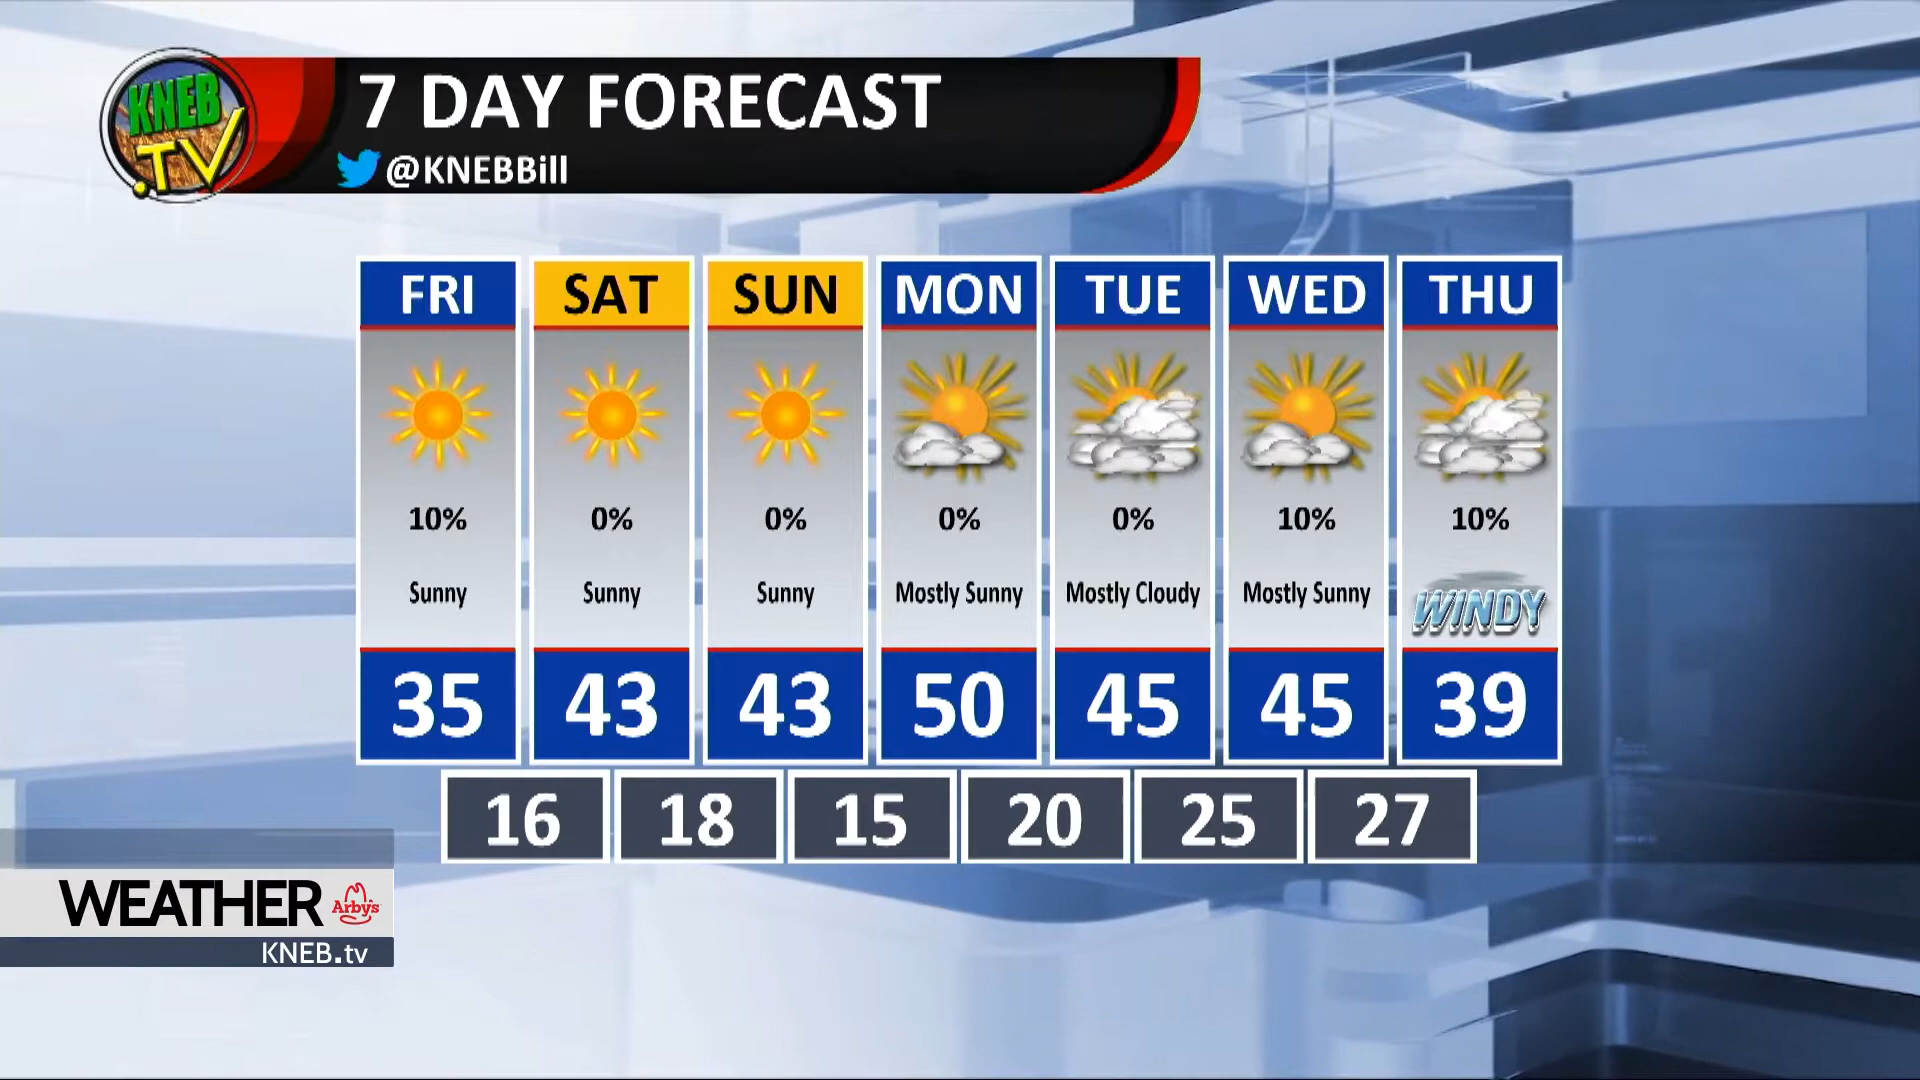 KNEB
.TV
7 DAY FORECAST
@KNEBBill
FRI SAT SUN MON TUE WED THU
10% 0% 0% 0% 0% 10% 10%
Sunny Sunny Sunny Mostly Sunny Mostly Cloudy Mostly Sunny WINDY
35 43 43 50 45 45 39
16 18 15 20 25 27
WEATHER Arby's
KNEB.tv